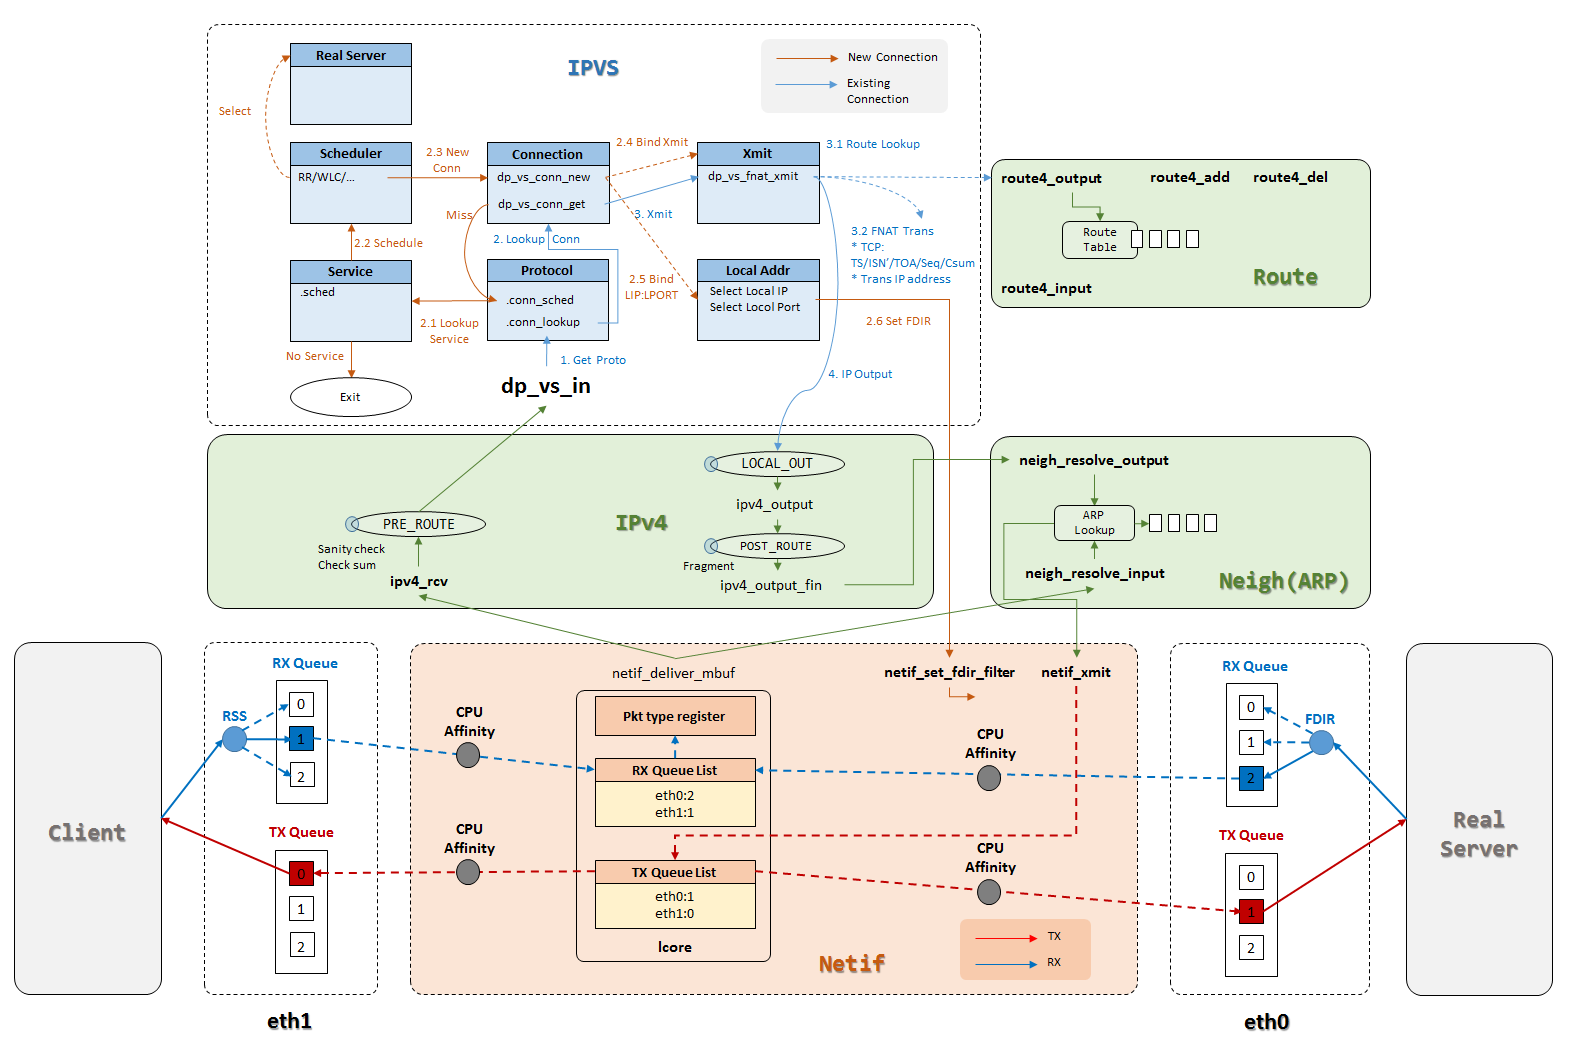 IPVS
New Connection
Existing
Connection
Real Server
Select
Scheduler
RR/WLC/...
2.3 New
Conn
Connection
dp_vs_conn_new
dp_vs_conn_get
2.4 Bind Xmit
Xmit
dp_vs_fnat_xmit
3.1 Route Lookup
Miss
3. Xmit
2.2 Schedule
2. Lookup Conn
3.2 FNAT Trans
* TCP:
TS/ISN'/TOA/Seq/Csum
* Trans IP address
Service
.sched
Protocol
.conn_sched
.conn_lookup
2.5 Bind
LIP:LPORT
Local Addr
Select Local IP
Select Locol Port
2.1 Lookup
Service
2.6 Set FDIR
No Service
1. Get Proto
4. IP Output
Exit
dp_vs_in
route4_output
route4_add
route4_del
Route
Table
Route
route4_input
LOCAL_OUT
ipv4_output
PRE_ROUTE
IPv4
POST_ROUTE
Sanity check
Check sum
Fragment
ipv4_rcv
ipv4_output_fin
neigh_resolve_output
ARP
Lookup
neigh_resolve_input
Neigh(ARP)
Client
RX Queue
0
RSS
1
2
TX Queue
0
1
2
eth1
netif_deliver_mbuf
netif_set_fdir_filter
netif_xmit
Pkt type register
CPU
Affinity
CPU
Affinity
RX Queue List
eth0:2
eth1:1
CPU
Affinity
CPU
Affinity
TX Queue List
eth0:1
eth1:0
lcore
Netif
TX
RX
RX Queue
0
FDIR
1
2
TX Queue
0
1
2
eth0
Real
Server